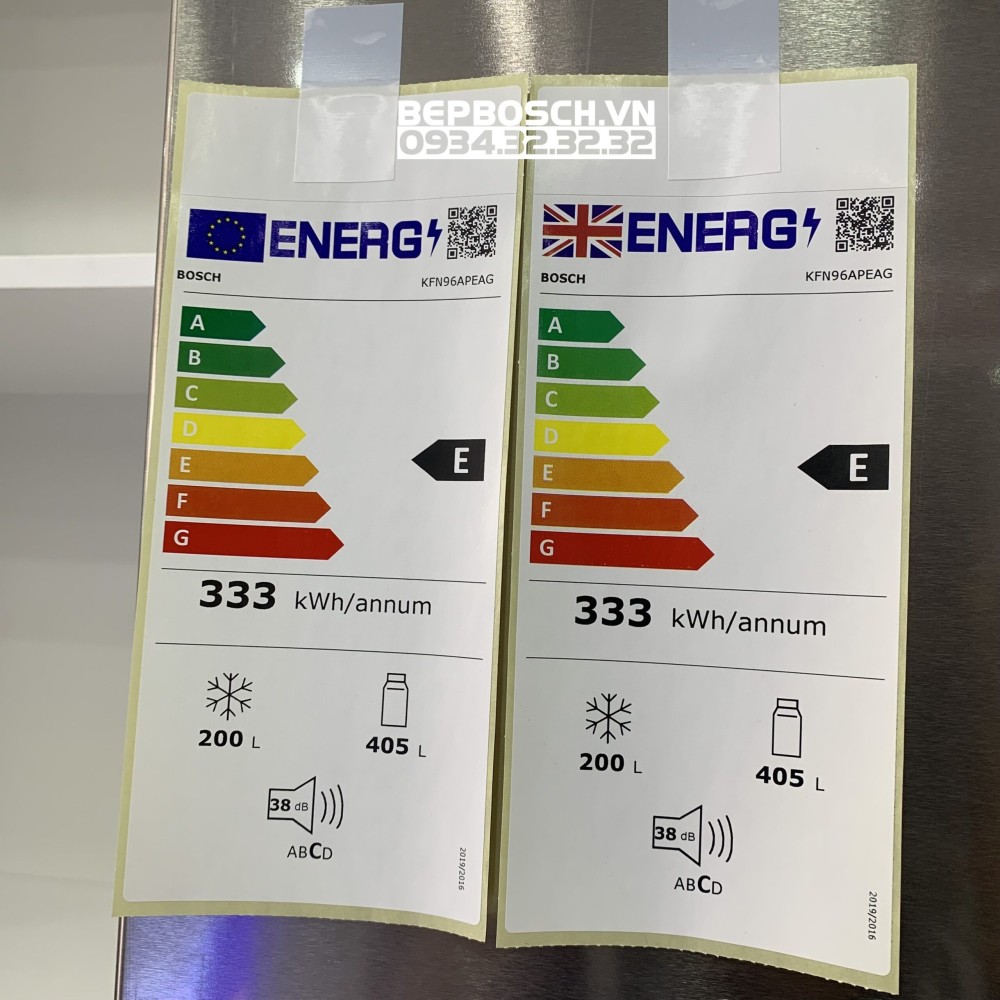 BEPBOSCH.VN
0934.32.32.32
ENERG
BOSCH
KFN96APEAG
A
B
C
D
E
F
G
E
333 kWh/annum
200 L
405 L
38 dB
ABCD
2019/2016
ENERG
BOSCH
KFN96APEAG
A
B
C
D
E
F
G
E
333 kWh/annum
200 L
405 L
38 dB
ABCD
2019/2016